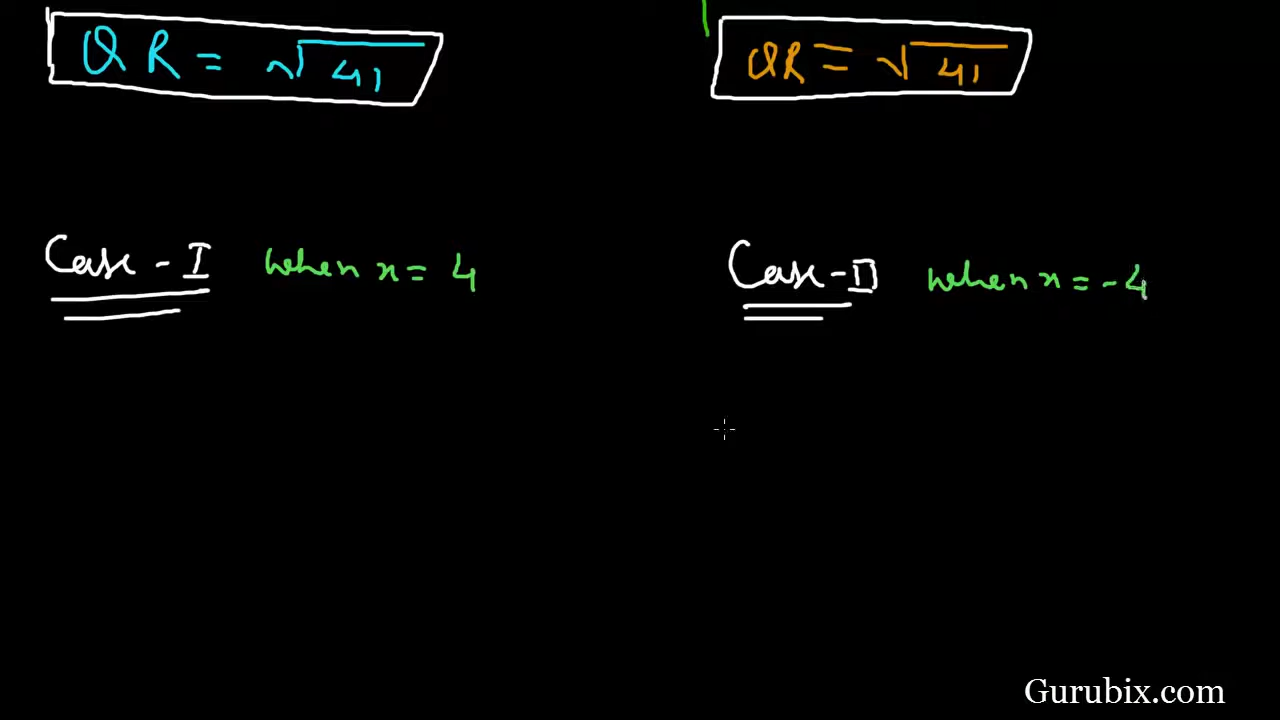 QR = √41
QR = √41
Case - I when x = 4
Case - II when x = -4
Gurubix.com